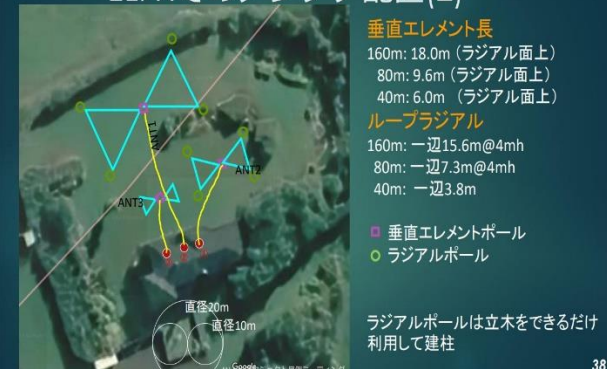 垂直エレメント長
160m: 18.0m (ラジアル面上)
80m: 9.6m (ラジアル面上)
40m: 6.0m （ラジアル面上）
ループラジアル
160m: 一辺15.6m@4mh
80m: 一辺7.3m@4mh
40m: 一辺3.8m
垂直エレメントポール
ラジアルポール
ラジアルポールは立木をできるだけ
利用して建柱
38
ANT1
ANT2
ANT3
直径20m
直径10m
Google